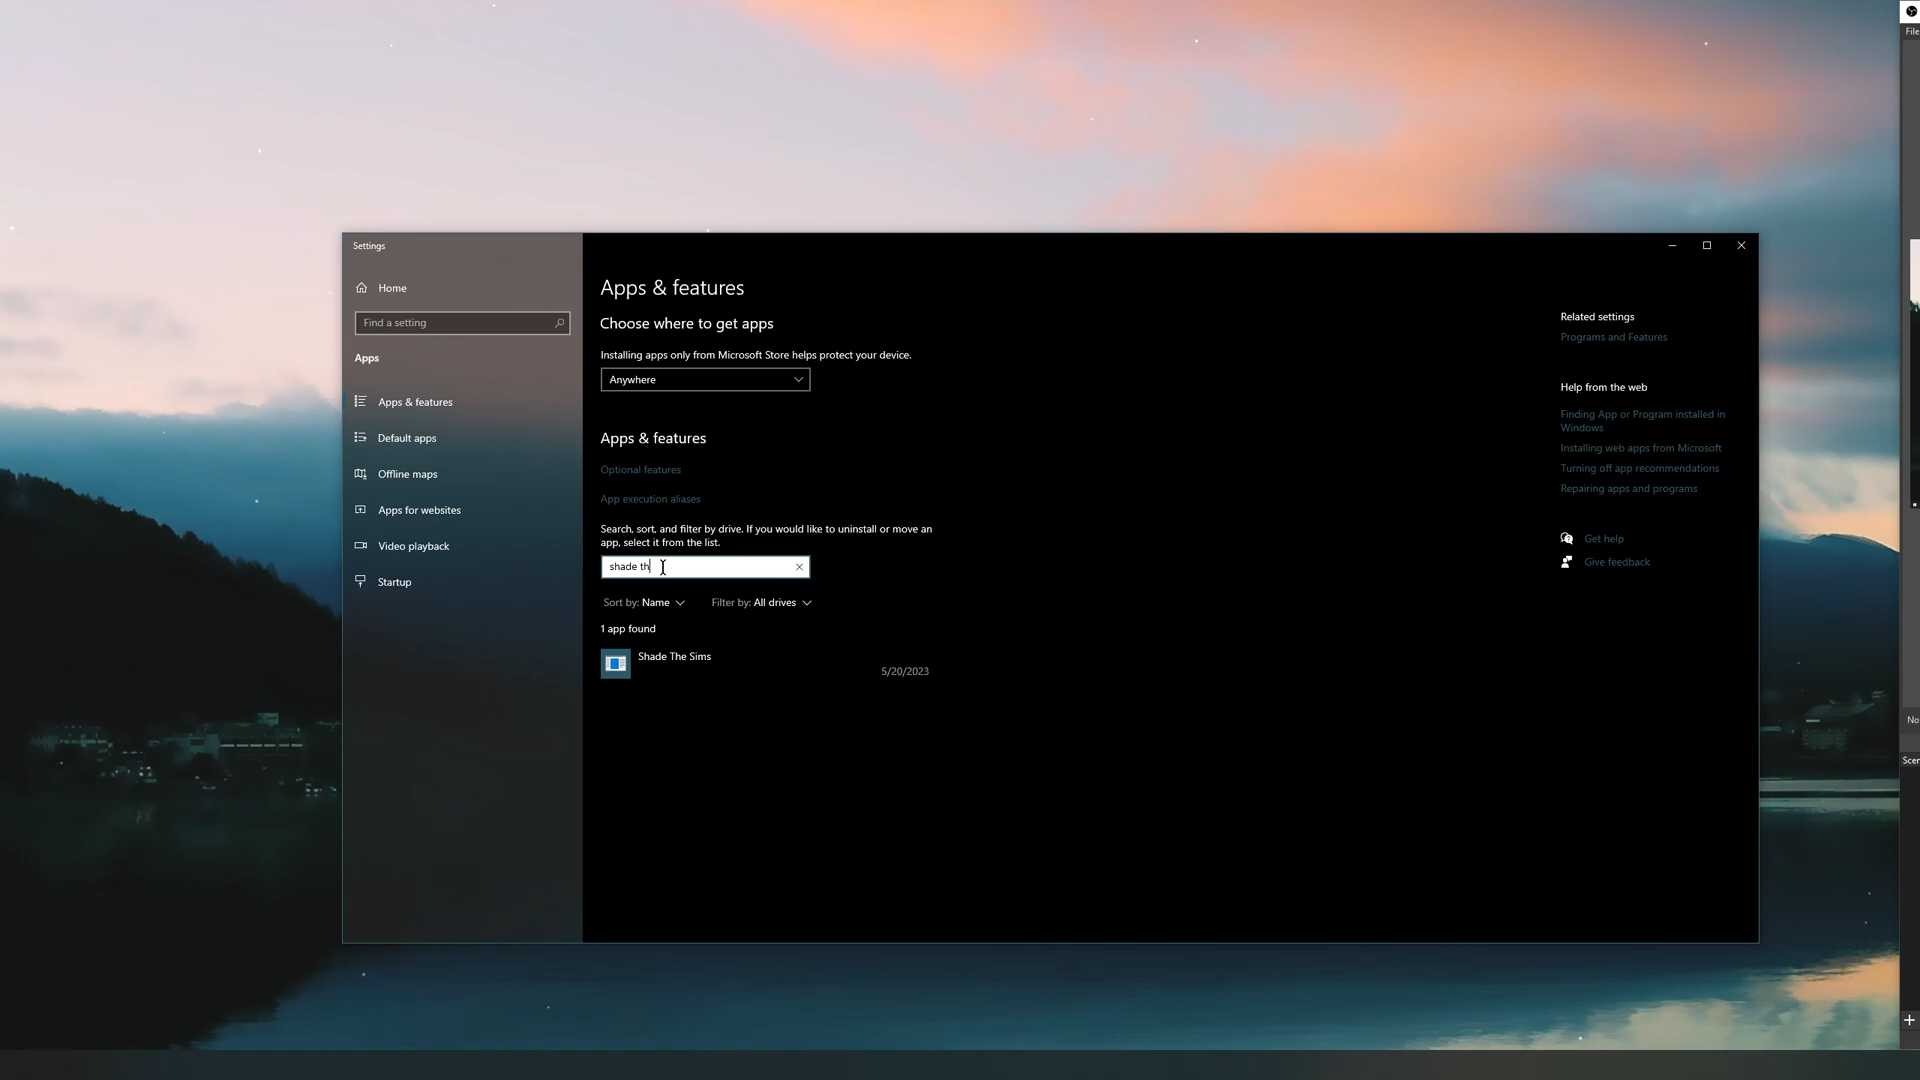 Settings
Home
Find a setting
Apps
Apps & features
Default apps
Offline maps
Apps for websites
Video playback
Startup
Apps & features
Choose where to get apps
Installing apps only from Microsoft Store helps protect your device.
Anywhere
Apps & features
Optional features
App execution aliases
Search, sort, and filter by drive. If you would like to uninstall or move an
app, select it from the list.
shade th
Sort by: Name
Filter by: All drives
1 app found
Shade The Sims
5/20/2023
Related settings
Programs and Features
Help from the web
Finding App or Program installed in
Windows
Installing web apps from Microsoft
Turning off app recommendations
Repairing apps and programs
Get help
Give feedback
File
No